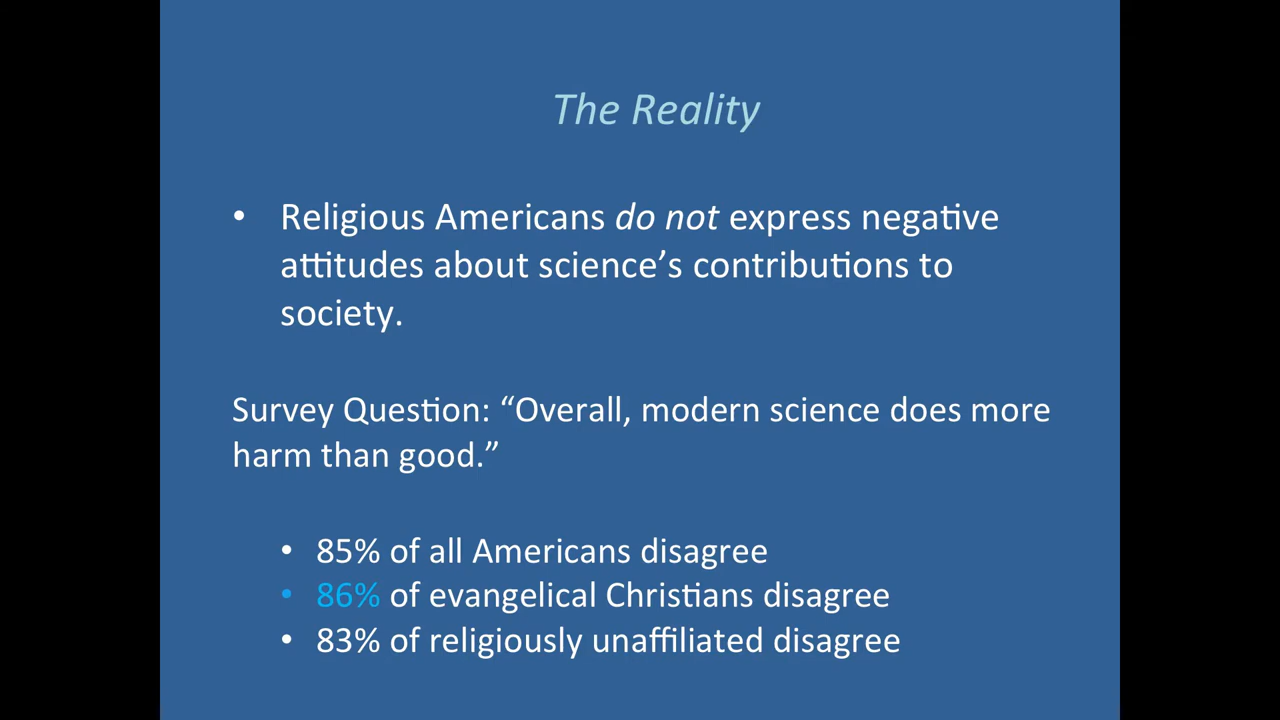 The Reality
• Religious Americans do not express negative
attitudes about science’s contributions to
society.
Survey Question: “Overall, modern science does more
harm than good.”
• 85% of all Americans disagree
• 86% of evangelical Christians disagree
• 83% of religiously unaffiliated disagree